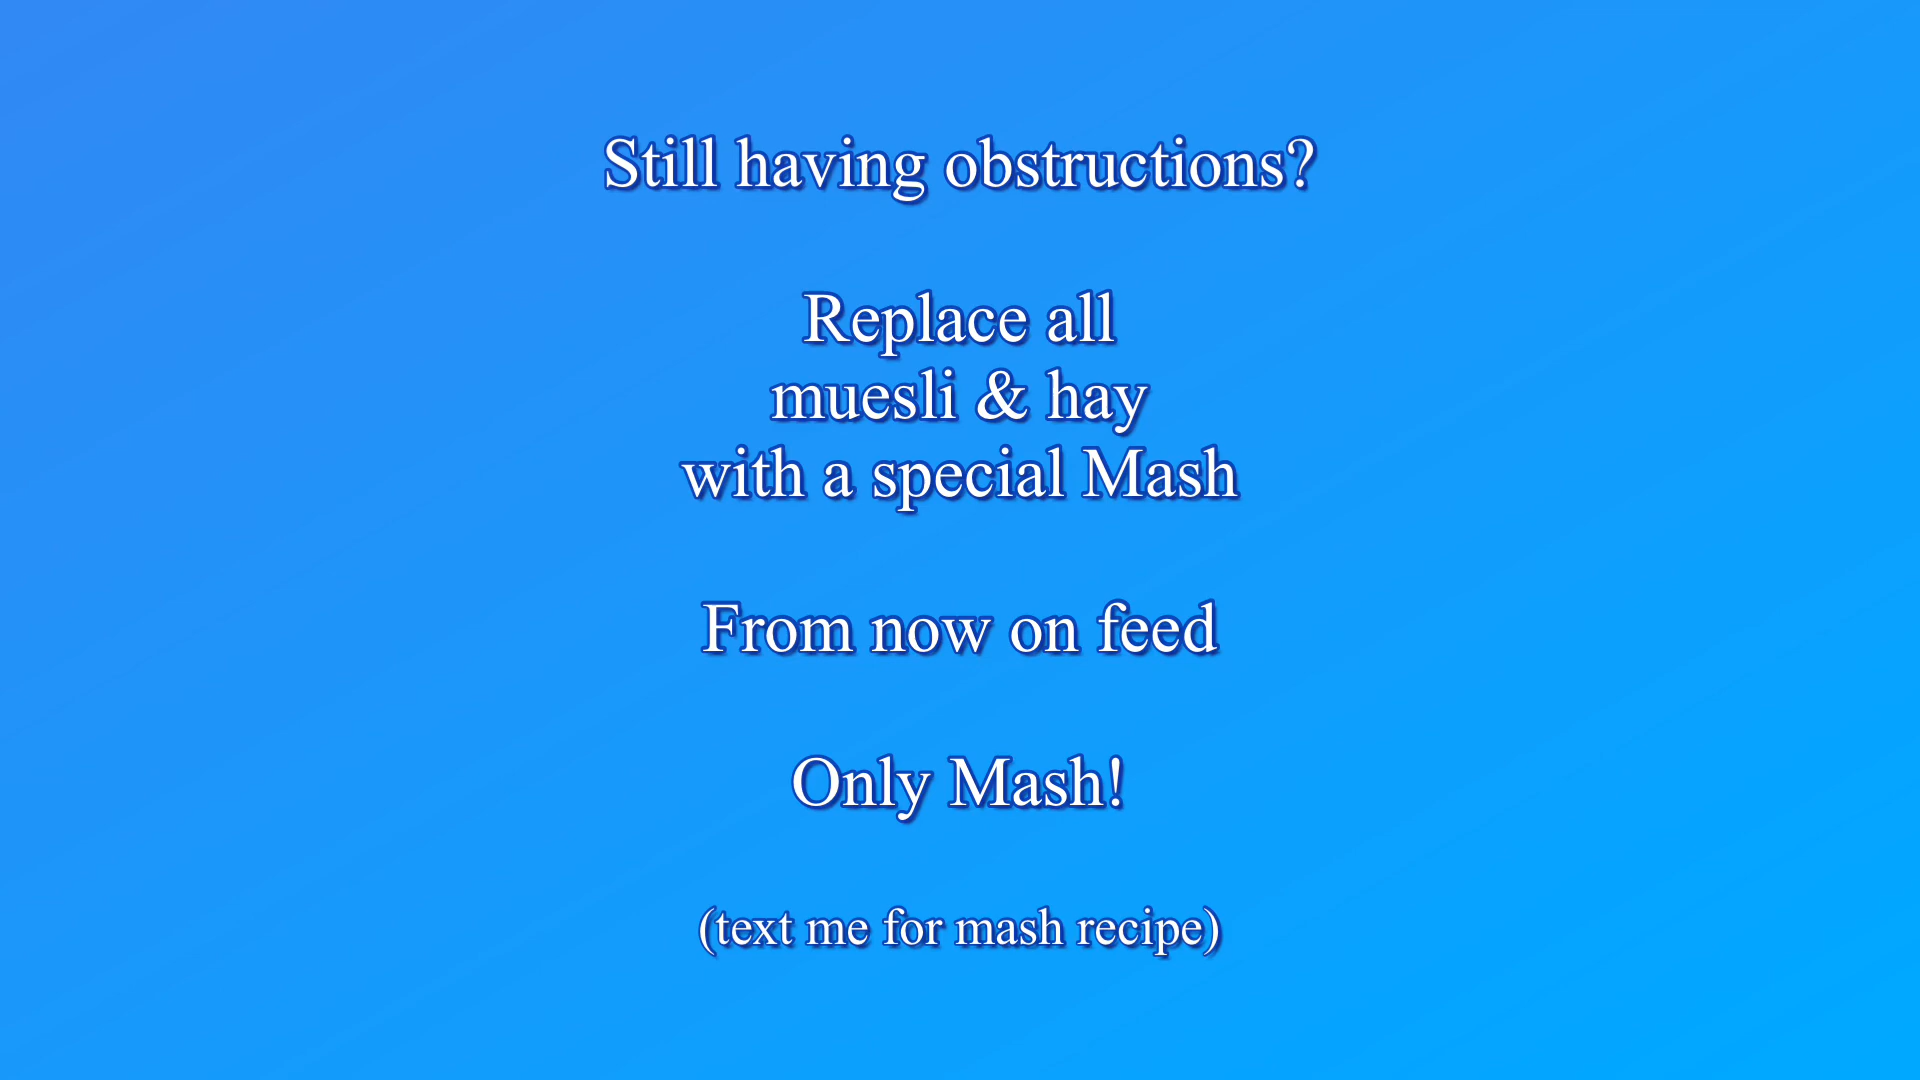 Still having obstructions?
Replace all
muesli & hay
with a special Mash
From now on feed
Only Mash!
(text me for mash recipe)